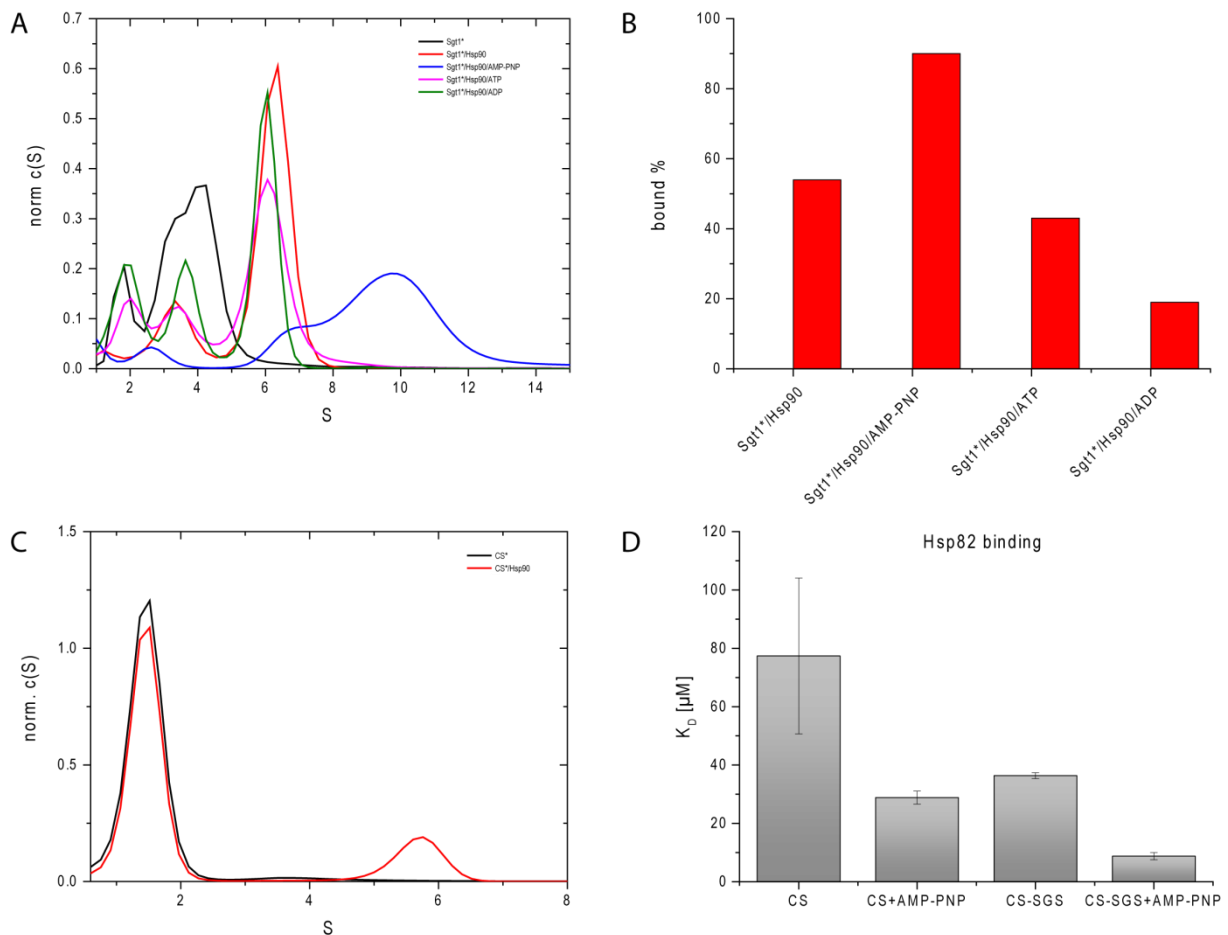 A
0.7
0.6
0.5
0.4
0.3
0.2
0.1
0.0
norm c(S)
2
4
6
8
10
12
14
S
Sgt1*
Sgt1*/Hsp90
Sgt1*/Hsp90/AMP-PNP
Sgt1*/Hsp90/ATP
Sgt1*/Hsp90/ADP
B
100
80
60
40
20
0
bound %
Sgt1*/Hsp90
Sgt1*/Hsp90/AMP-PNP
Sgt1*/Hsp90/ATP
Sgt1*/Hsp90/ADP
C
1.5
1.0
0.5
0.0
norm. c(S)
2
4
6
8
S
CS*
CS*/Hsp90
D
Hsp82 binding
120
100
80
60
40
20
0
K_D [µM]
CS
CS+AMP-PNP
CS-SGS
CS-SGS+AMP-PNP